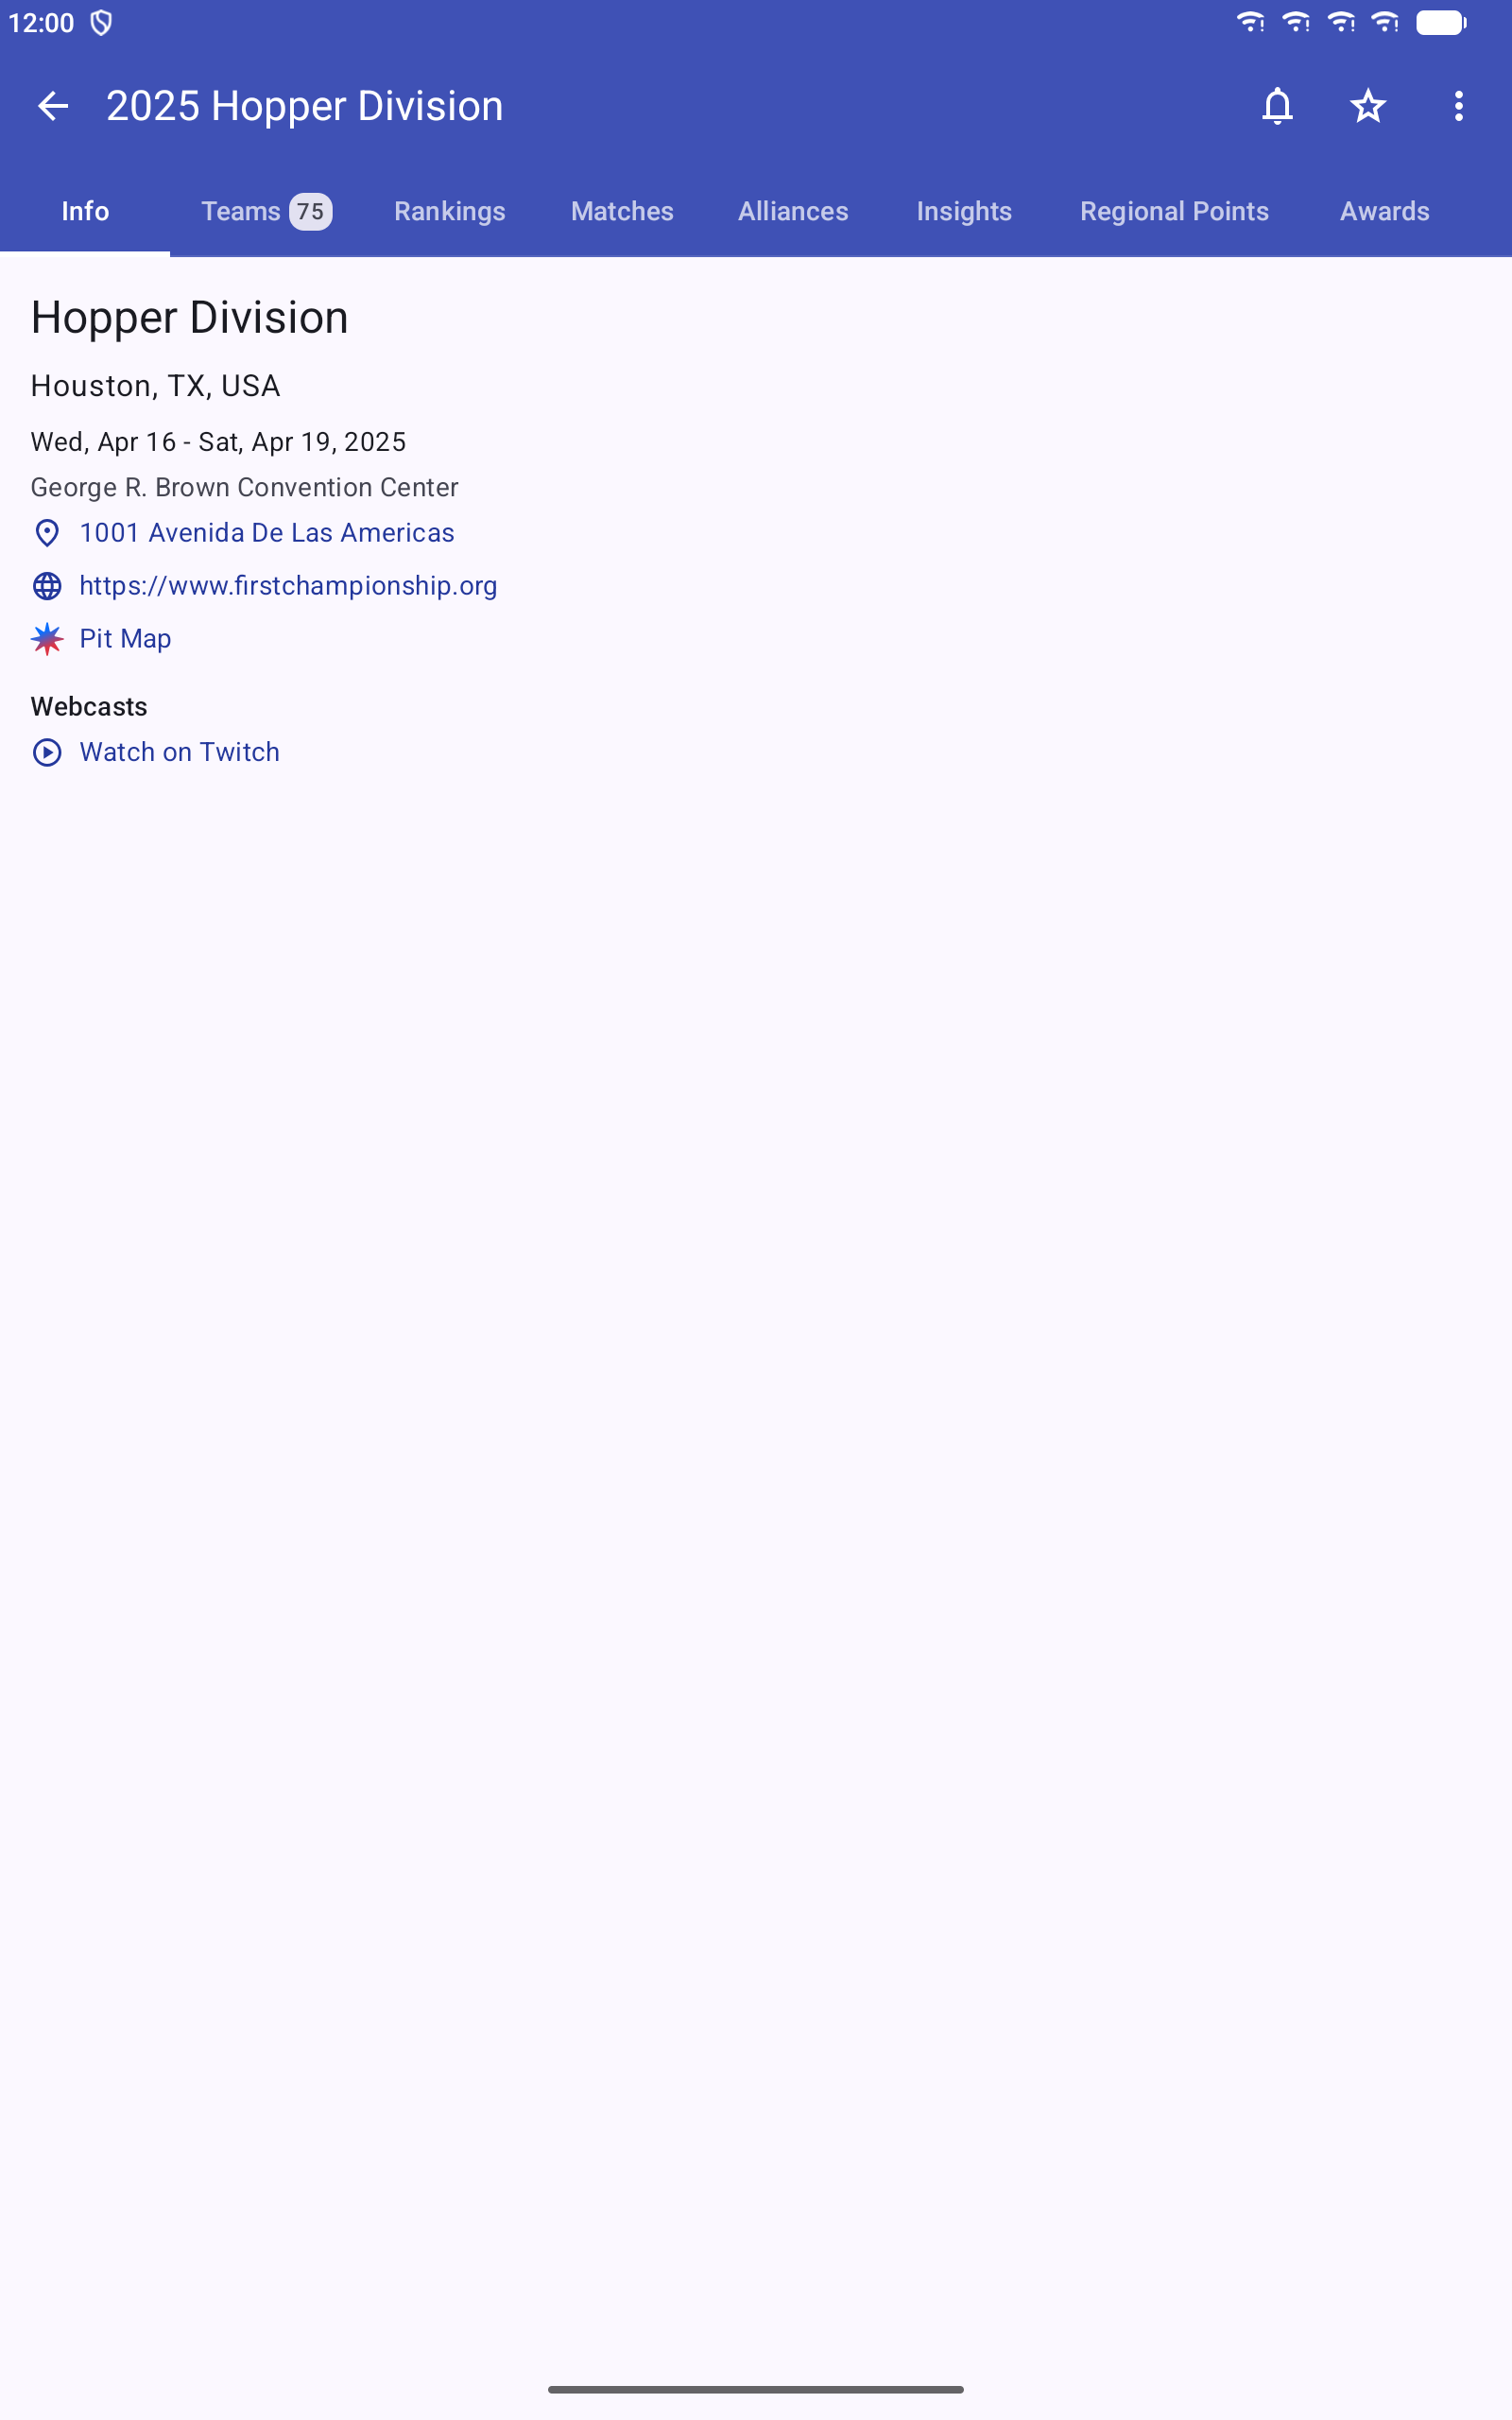 12:00
2025 Hopper Division
Info Teams 75 Rankings Matches Alliances Insights Regional Points Awards
Hopper Division
Houston, TX, USA
Wed, Apr 16 - Sat, Apr 19, 2025
George R. Brown Convention Center
1001 Avenida De Las Americas
https://www.firstchampionship.org
Pit Map
Webcasts
Watch on Twitch